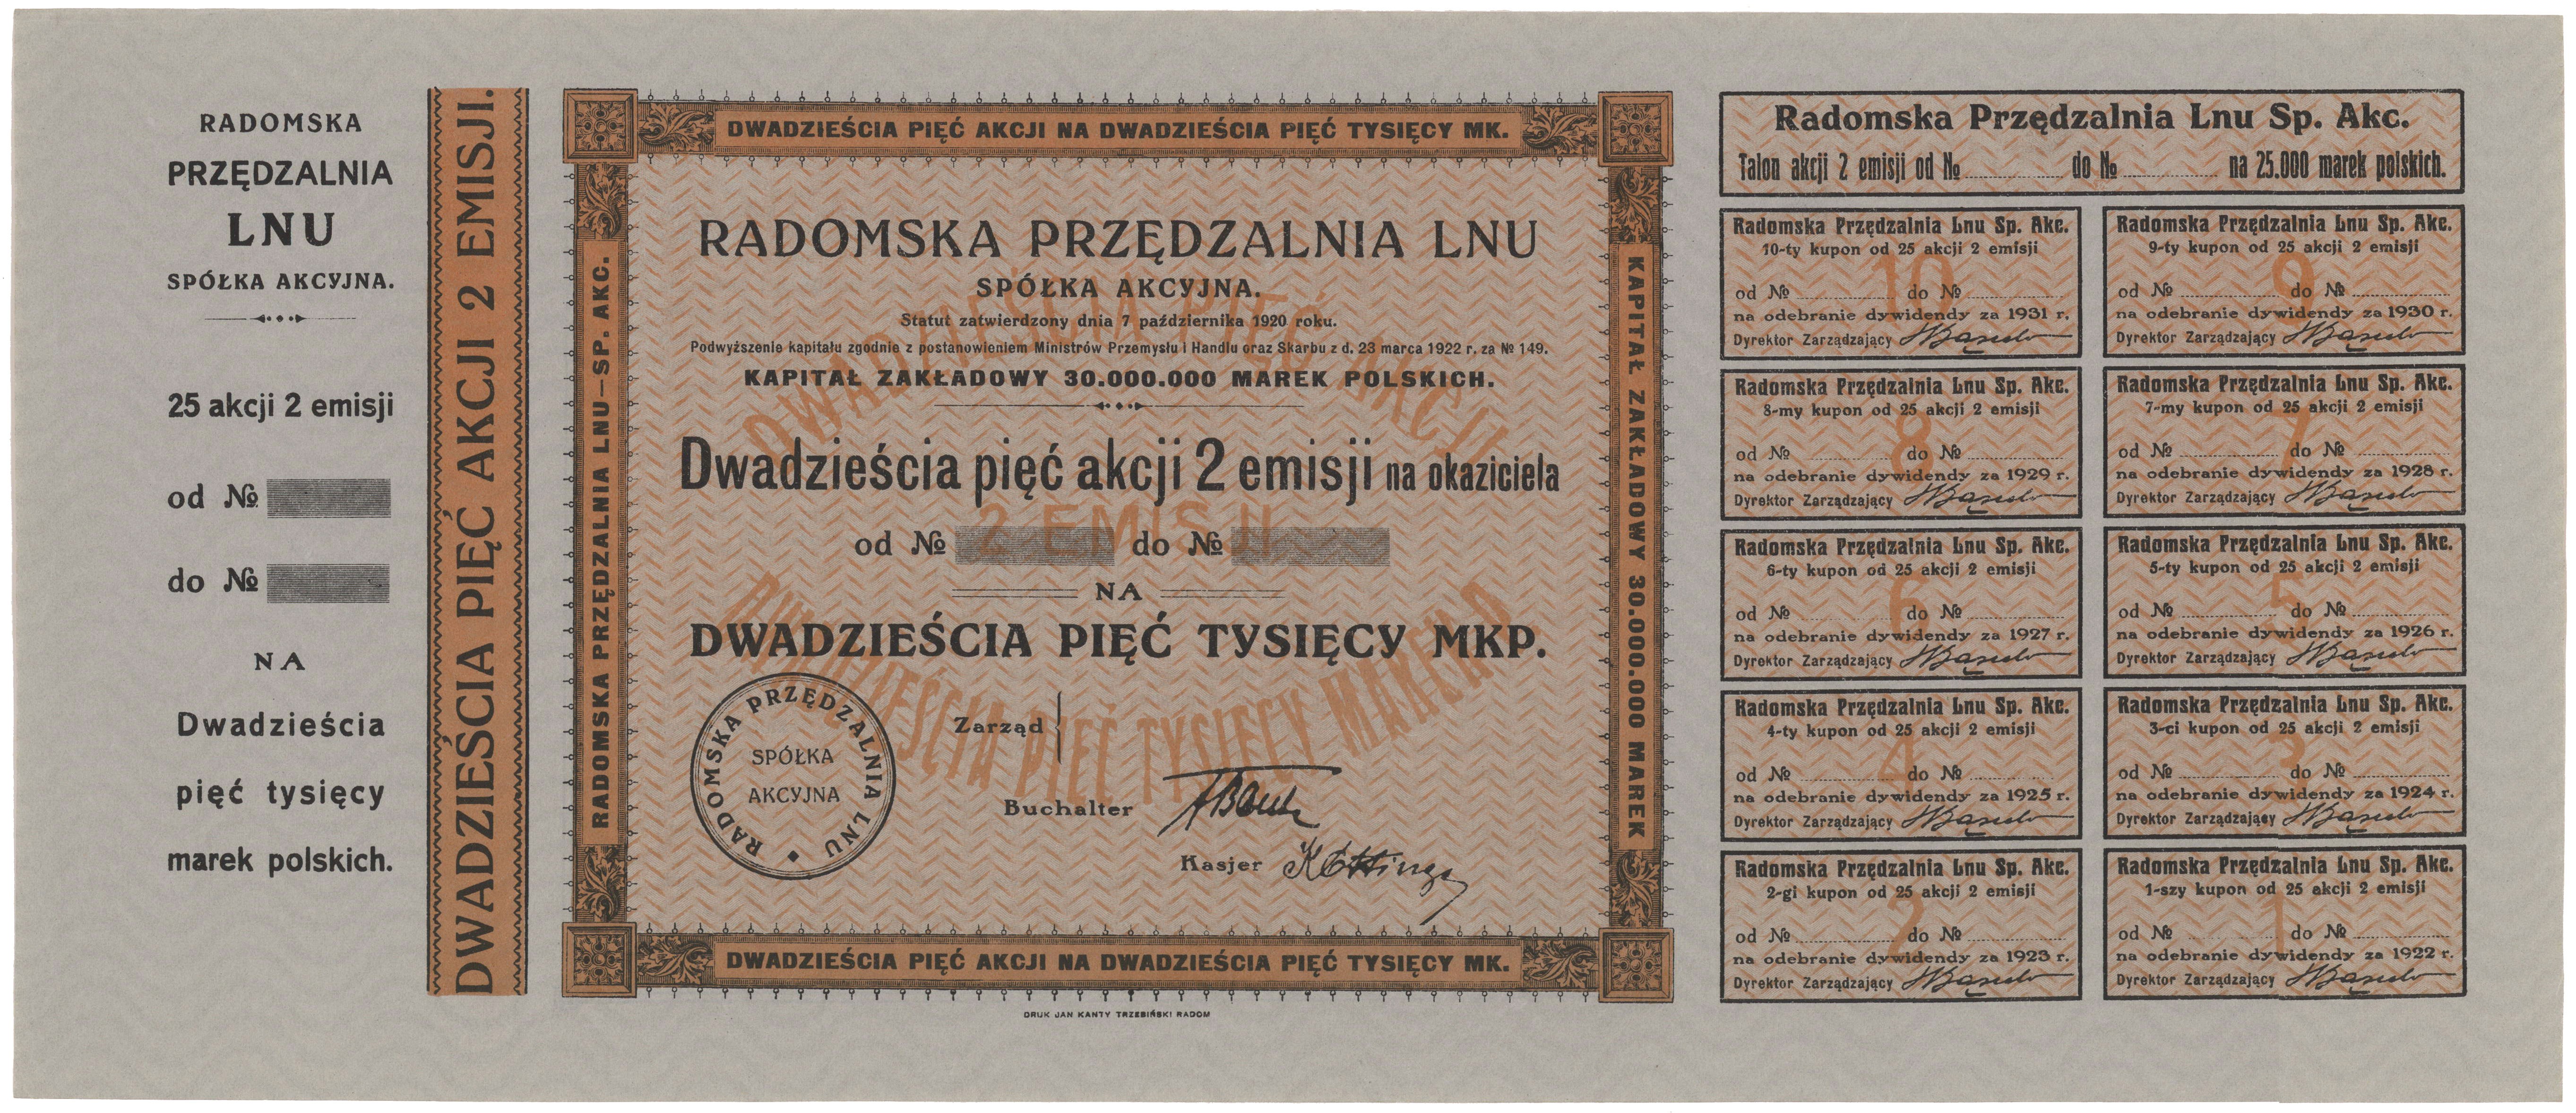 RADOMSKA
PRZĘDZALNIA
LNU
SPÓŁKA AKCYJNA.
25 akcji 2 emisji
od №
do №
NA
Dwadzieścia
pięć tysięcy
marek polskich.
DWADZIEŚCIA PIĘĆ AKCJI 2 EMISJI.
DWADZIEŚCIA PIĘĆ AKCJI NA DWADZIEŚCIA PIĘĆ TYSIĘCY MK.
RADOMSKA PRZĘDZALNIA LNU—SP. AKC.
KAPITAŁ ZAKŁADOWY 30.000.000 MAREK
RADOMSKA PRZĘDZALNIA LNU
SPÓŁKA AKCYJNA.
Statut zatwierdzony dnia 7 października 1920 roku.
Podwyższenie kapitału zgodnie z postanowieniem Ministrów Przemysłu i Handlu oraz Skarbu z d. 23 marca 1922 r. za № 149.
KAPITAŁ ZAKŁADOWY 30.000.000 MAREK POLSKICH.
DWADZIEŚCIA PIĘĆ AKCJI
Dwadzieścia pięć akcji 2 emisji na okaziciela
2 EMISJI
od № do №
NA
DWADZIEŚCIA PIĘĆ TYSIĘCY MKP.
DWADZIEŚCIA PIĘĆ TYSIĘCY MAREK P.
RADOMSKA PRZĘDZALNIA LNU
SPÓŁKA
AKCYJNA
Zarząd
Buchalter
Kasjer
DWADZIEŚCIA PIĘĆ AKCJI NA DWADZIEŚCIA PIĘĆ TYSIĘCY MK.
DRUK JAN KANTY TRZEBIŃSKI RADOM
Radomska Przędzalnia Lnu Sp. Akc.
Talon akcji 2 emisji od № do № na 25.000 marek polskich.
Radomska Przędzalnia Lnu Sp. Akc.
10-ty kupon od 25 akcji 2 emisji
10
od № do №
na odebranie dywidendy za 1931 r.
Dyrektor Zarządzający
Radomska Przędzalnia Lnu Sp. Akc.
9-ty kupon od 25 akcji 2 emisji
9
od № do №
na odebranie dywidendy za 1930 r.
Dyrektor Zarządzający
Radomska Przędzalnia Lnu Sp. Akc.
8-my kupon od 25 akcji 2 emisji
8
od № do №
na odebranie dywidendy za 1929 r.
Dyrektor Zarządzający
Radomska Przędzalnia Lnu Sp. Akc.
7-my kupon od 25 akcji 2 emisji
7
od № do №
na odebranie dywidendy za 1928 r.
Dyrektor Zarządzający
Radomska Przędzalnia Lnu Sp. Akc.
6-ty kupon od 25 akcji 2 emisji
6
od № do №
na odebranie dywidendy za 1927 r.
Dyrektor Zarządzający
Radomska Przędzalnia Lnu Sp. Akc.
5-ty kupon od 25 akcji 2 emisji
5
od № do №
na odebranie dywidendy za 1926 r.
Dyrektor Zarządzający
Radomska Przędzalnia Lnu Sp. Akc.
4-ty kupon od 25 akcji 2 emisji
4
od № do №
na odebranie dywidendy za 1925 r.
Dyrektor Zarządzający
Radomska Przędzalnia Lnu Sp. Akc.
3-ci kupon od 25 akcji 2 emisji
3
od № do №
na odebranie dywidendy za 1924 r.
Dyrektor Zarządzający
Radomska Przędzalnia Lnu Sp. Akc.
2-gi kupon od 25 akcji 2 emisji
2
od № do №
na odebranie dywidendy za 1923 r.
Dyrektor Zarządzający
Radomska Przędzalnia Lnu Sp. Akc.
1-szy kupon od 25 akcji 2 emisji
1
od № do №
na odebranie dywidendy za 1922 r.
Dyrektor Zarządzający